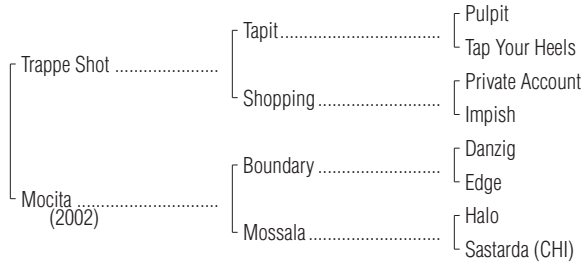 Pulpit
Tapit
Tap Your Heels
Trappe Shot
Private Account
Shopping
Impish
Danzig
Boundary
Edge
Mocita
(2002)
Halo
Mossala
Sastarda (CHI)